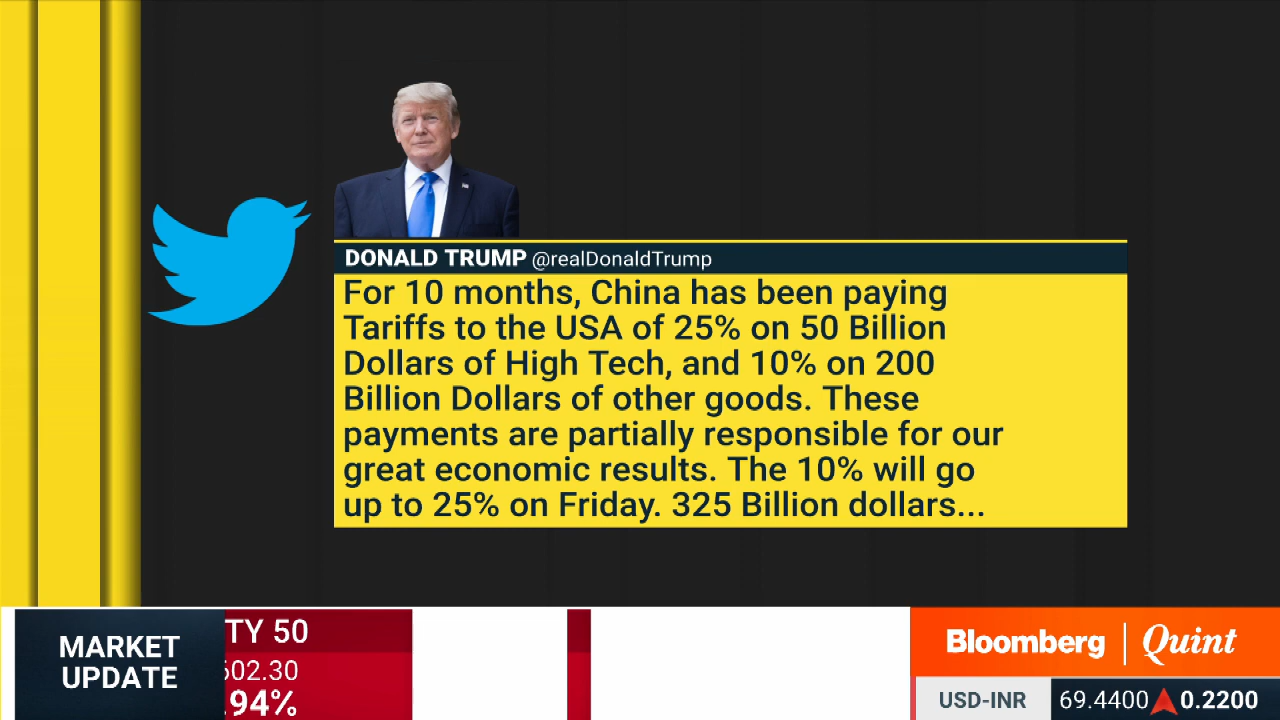 DONALD TRUMP @realDonaldTrump
For 10 months, China has been paying
Tariffs to the USA of 25% on 50 Billion
Dollars of High Tech, and 10% on 200
Billion Dollars of other goods. These
payments are partially responsible for our
great economic results. The 10% will go
up to 25% on Friday. 325 Billion dollars...
MARKET
UPDATE
TY 50
602.30
.94%
Bloomberg | Quint
USD-INR 69.4400 0.2200